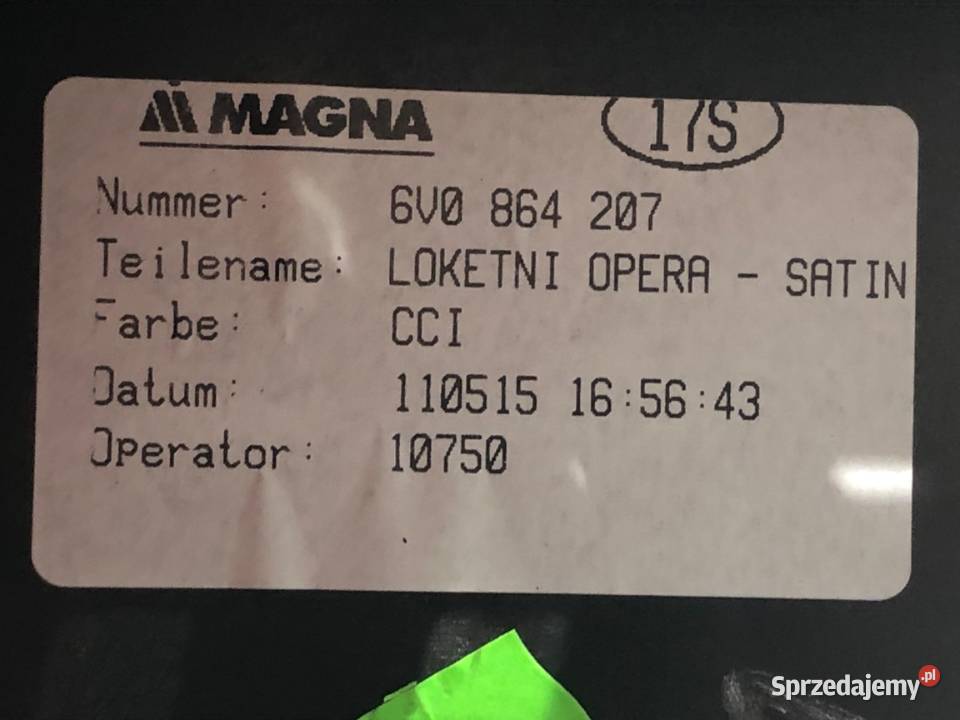 MAGNA 17S
Nummer: 6V0 864 207
Teilename: LOKETNI OPERA - SATIN
Farbe: CCI
Datum: 110515 16:56:43
Operator: 10750
Sprzedajemy.pl